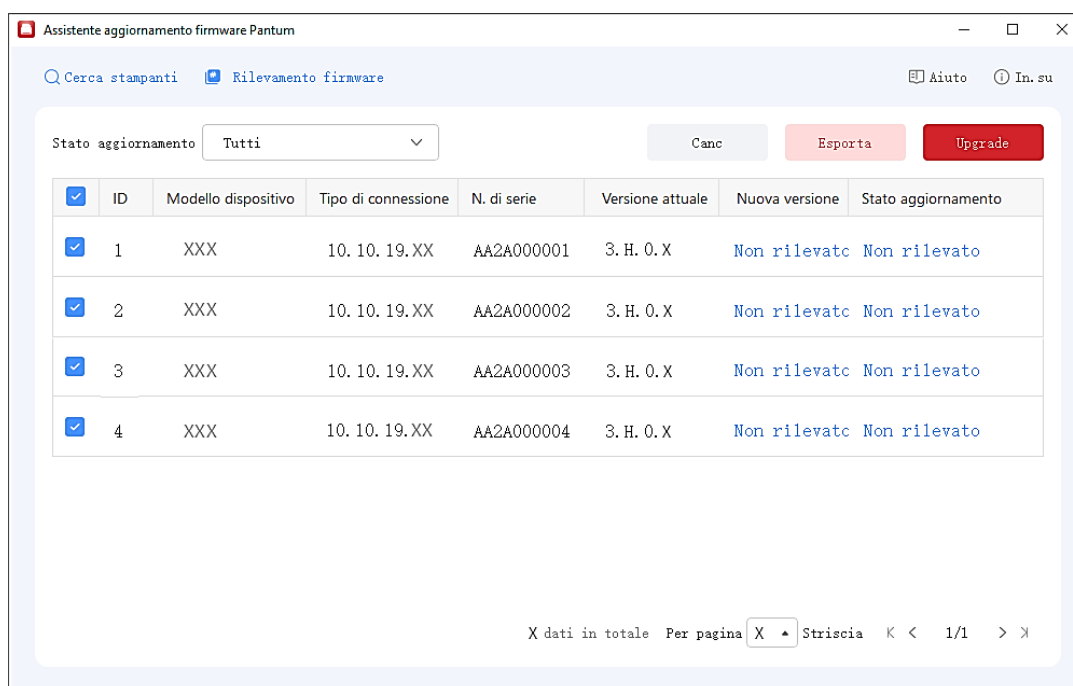 Assistente aggiornamento firmware Pantum
Cerca stampanti Rilevamento firmware Aiuto In. su
Stato aggiornamento Tutti Canc Esporta Upgrade
ID Modello dispositivo Tipo di connessione N. di serie Versione attuale Nuova versione Stato aggiornamento
1 XXX 10. 10. 19. XX AA2A000001 3. H. 0. X Non rilevatc Non rilevato
2 XXX 10. 10. 19. XX AA2A000002 3. H. 0. X Non rilevatc Non rilevato
3 XXX 10. 10. 19. XX AA2A000003 3. H. 0. X Non rilevatc Non rilevato
4 XXX 10. 10. 19. XX AA2A000004 3. H. 0. X Non rilevatc Non rilevato
X dati in totale Per pagina X Striscia 1/1